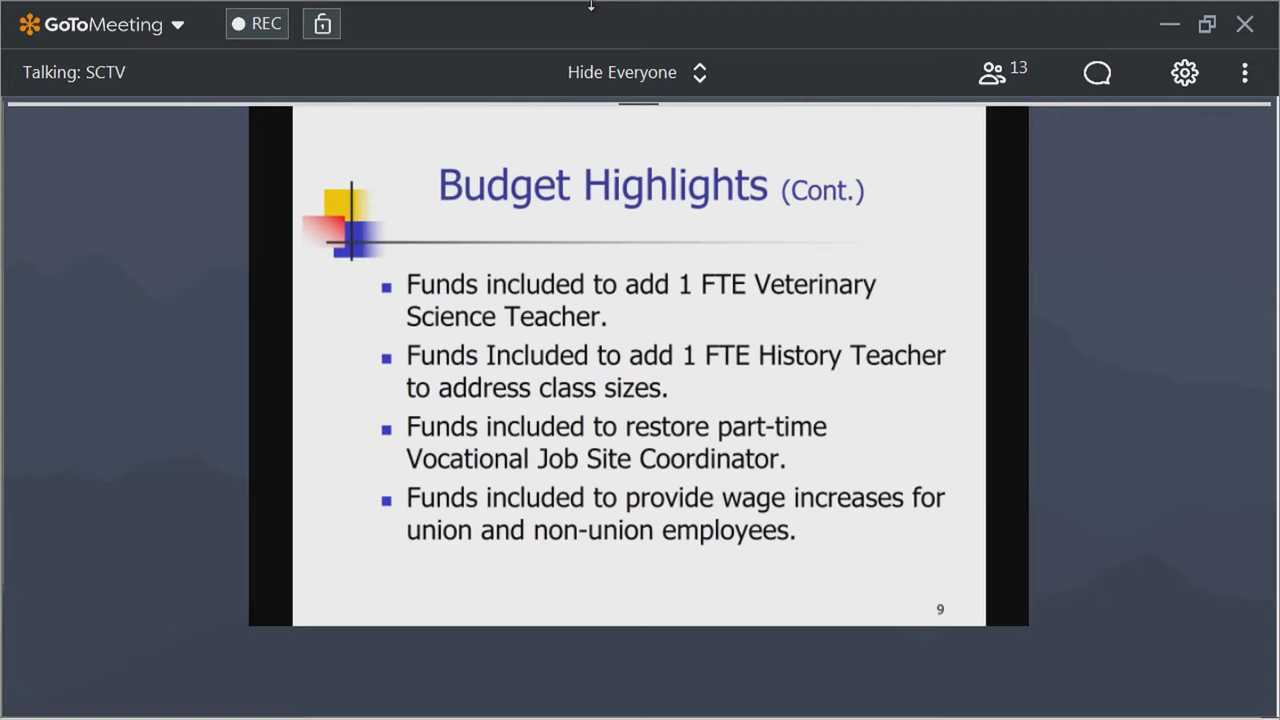 GoToMeeting
REC
Talking: SCTV
Hide Everyone
13
Budget Highlights (Cont.)
Funds included to add 1 FTE Veterinary
Science Teacher.
Funds Included to add 1 FTE History Teacher
to address class sizes.
Funds included to restore part-time
Vocational Job Site Coordinator.
Funds included to provide wage increases for
union and non-union employees.
9